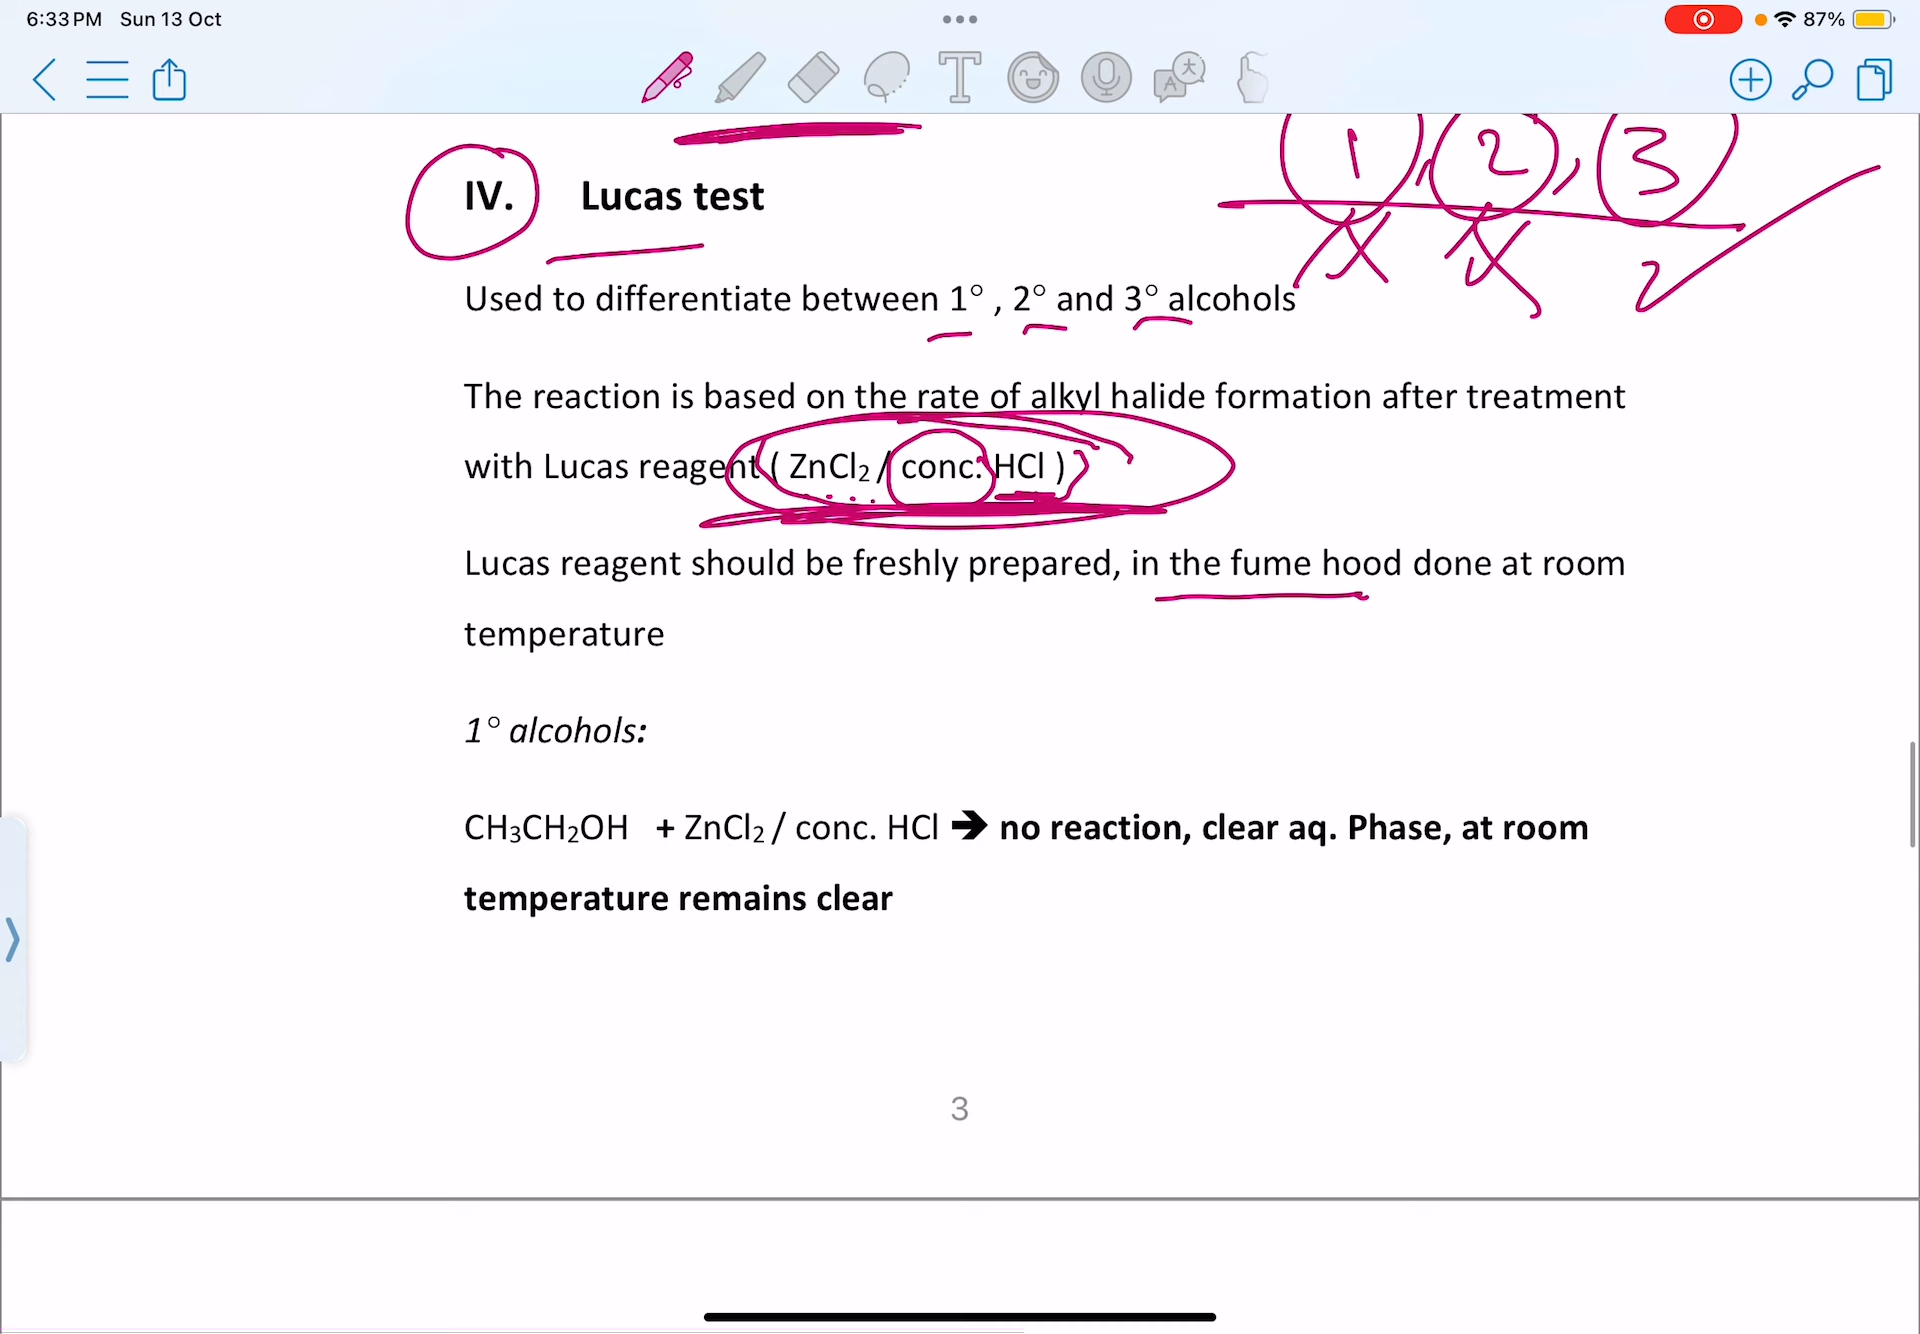 6:33 PM Sun 13 Oct
87%
1, 2, 3
IV. Lucas test
Used to differentiate between 1° , 2° and 3° alcohols
The reaction is based on the rate of alkyl halide formation after treatment
with Lucas reagent ( ZnCl₂ / conc. HCl )
Lucas reagent should be freshly prepared, in the fume hood done at room
temperature
1° alcohols:
CH₃CH₂OH + ZnCl₂ / conc. HCl ➔ no reaction, clear aq. Phase, at room
temperature remains clear
3